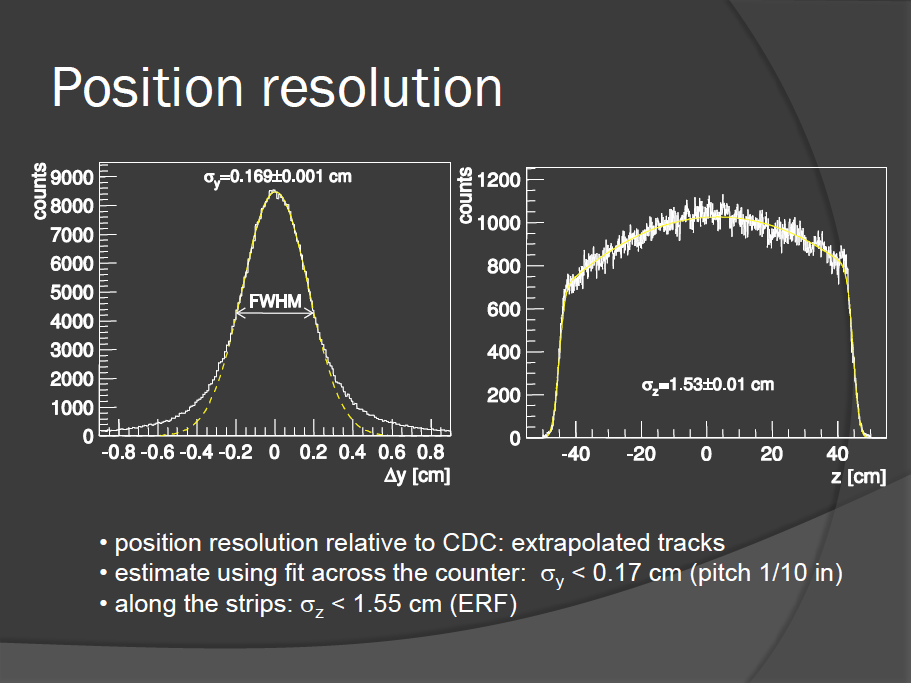 Position resolution
counts
9000
8000
7000
6000
5000
4000
3000
2000
1000
0
σy=0.169±0.001 cm
FWHM
-0.8 -0.6 -0.4 -0.2 0 0.2 0.4 0.6 0.8
Δy [cm]
counts
1200
1000
800
600
400
200
0
σz=1.53±0.01 cm
-40 -20 0 20 40
z [cm]
• position resolution relative to CDC: extrapolated tracks
• estimate using fit across the counter: σy < 0.17 cm (pitch 1/10 in)
• along the strips: σz < 1.55 cm (ERF)